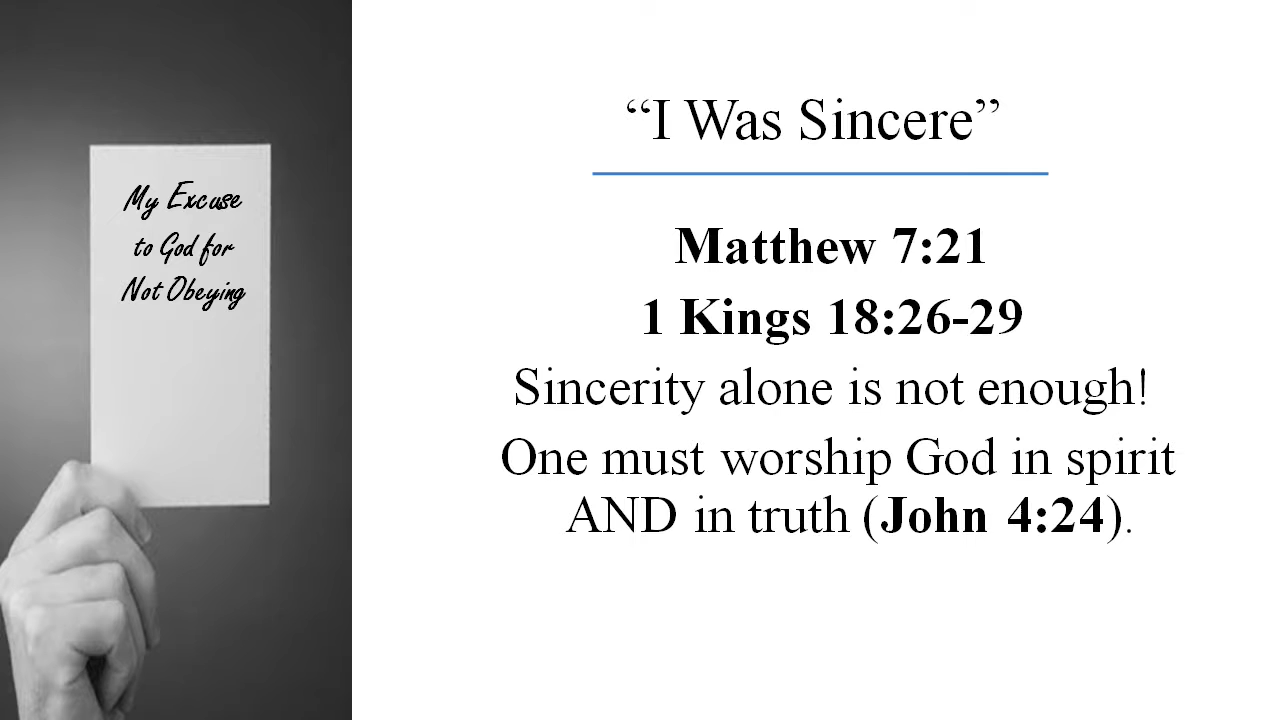 My Excuse
to God for
Not Obeying
“I Was Sincere”
Matthew 7:21
1 Kings 18:26-29
Sincerity alone is not enough!
One must worship God in spirit
AND in truth (John 4:24).